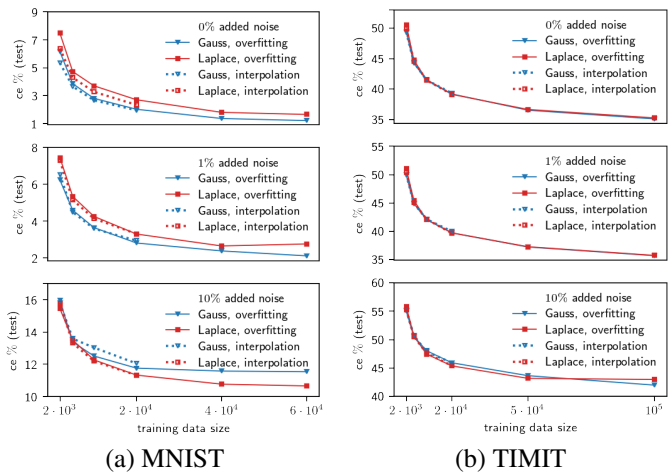 9
7
5
3
1
ce % (test)
0% added noise
Gauss, overfitting
Laplace, overfitting
Gauss, interpolation
Laplace, interpolation
50
45
40
35
ce % (test)
0% added noise
Gauss, overfitting
Laplace, overfitting
Gauss, interpolation
Laplace, interpolation
8
6
4
2
ce % (test)
1% added noise
Gauss, overfitting
Laplace, overfitting
Gauss, interpolation
Laplace, interpolation
55
50
45
40
35
ce % (test)
1% added noise
Gauss, overfitting
Laplace, overfitting
Gauss, interpolation
Laplace, interpolation
16
14
12
10
ce % (test)
10% added noise
Gauss, overfitting
Laplace, overfitting
Gauss, interpolation
Laplace, interpolation
2 · 10³ 2 · 10⁴ 4 · 10⁴ 6 · 10⁴
training data size
60
55
50
45
40
ce % (test)
10% added noise
Gauss, overfitting
Laplace, overfitting
Gauss, interpolation
Laplace, interpolation
2 · 10³ 2 · 10⁴ 5 · 10⁴ 10⁵
training data size
(a) MNIST
(b) TIMIT